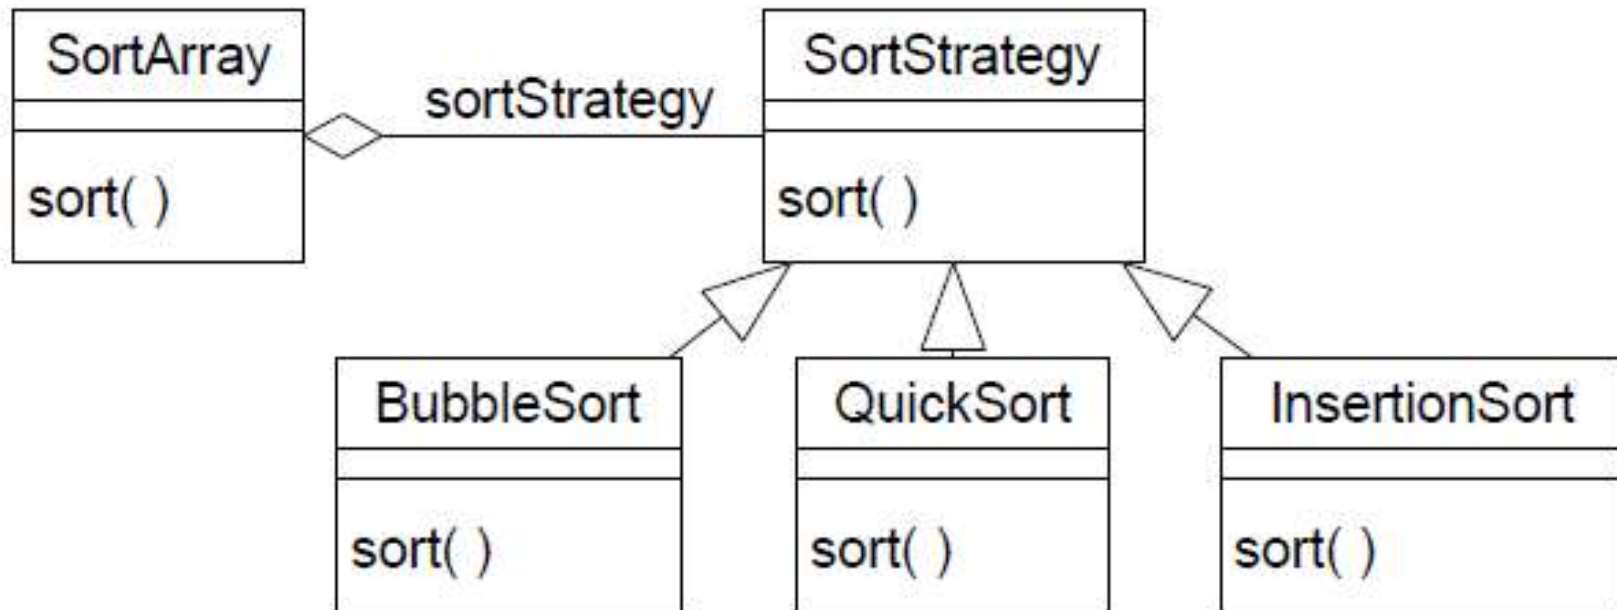 SortArray
sort( )
sortStrategy
SortStrategy
sort( )
BubbleSort
sort( )
QuickSort
sort( )
InsertionSort
sort( )